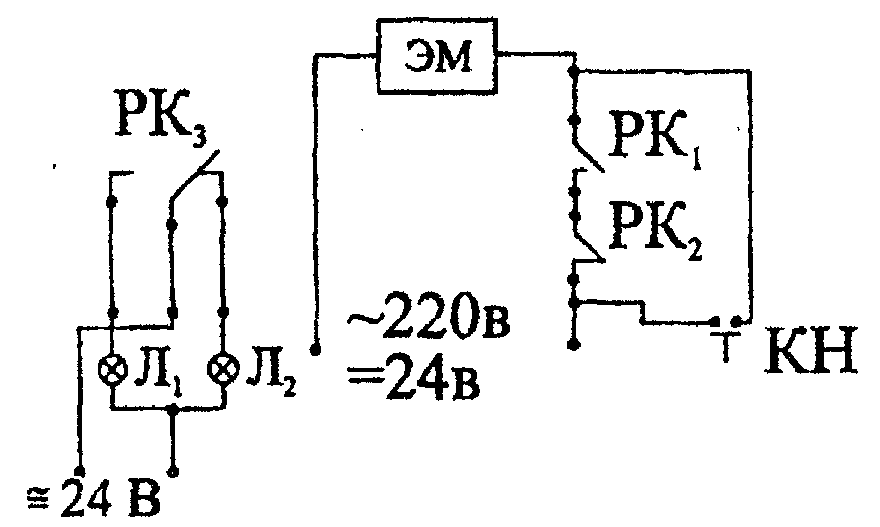 ЭМ
РК₃
РК₁
РК₂
~220в
=24в
КН
Л₁
Л₂
≅24 В